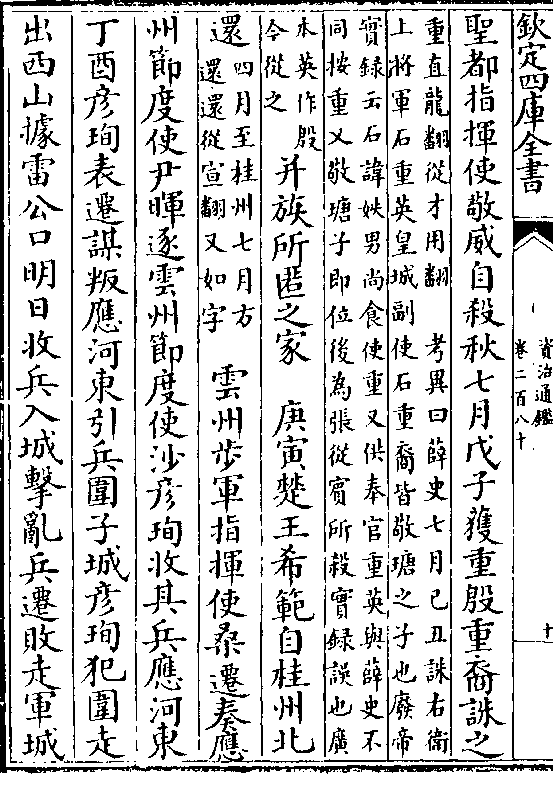 欽定四庫全書
資治通鑑
卷二百八十
十
聖都指揮使敬威自殺秋七月戊子獲重殷重裔誅之
重直龍翻從才用翻　考異曰薛史七月己丑誅右衛
上將軍石重英皇城副使石重裔皆敬瑭之子也廢帝
實錄云石諱姪男尚食使重乂供奉官重英與薛史不
同按重乂敬瑭子即位後為張從賓所殺實錄誤也廣
本英作殷
今從之
并族所匿之家　庚寅楚王希範自桂州北
還
四月至桂州七月方
還還從宣翻又如字
雲州步軍指揮使桑遷奏應
州節度使尹暉逐雲州節度使沙彦珣收其兵應河東
丁酉彦珣表遷謀叛應河東引兵圍子城彦珣犯圍走
出西山據雷公口明日收兵入城擊亂兵遷敗走軍城